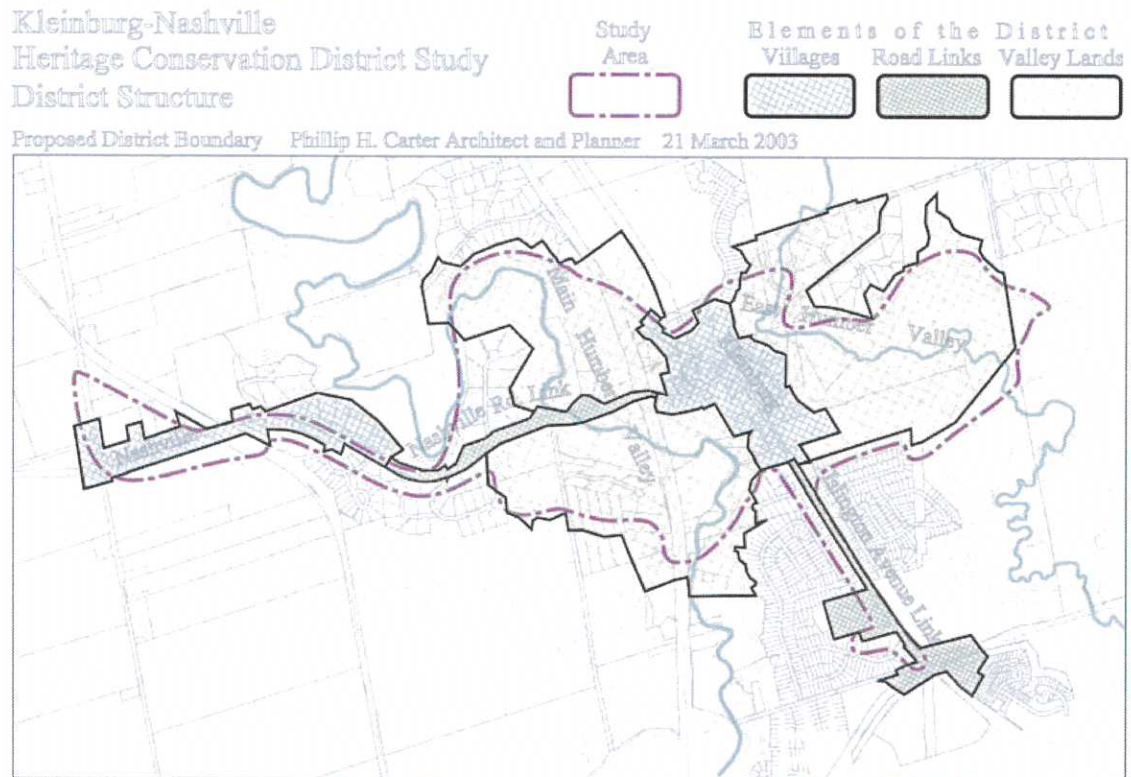 Kleinburg-Nashville
Heritage Conservation District Study
District Structure
Study
Area
Elements of the District
Villages Road Links Valley Lands
Proposed District Boundary Phillip H. Carter Architect and Planner 21 March 2003
Main
Humber
Valley
East Humber Valley
Kleinburg
Nashville Rd. Link
Nashville
Islington Avenue Link